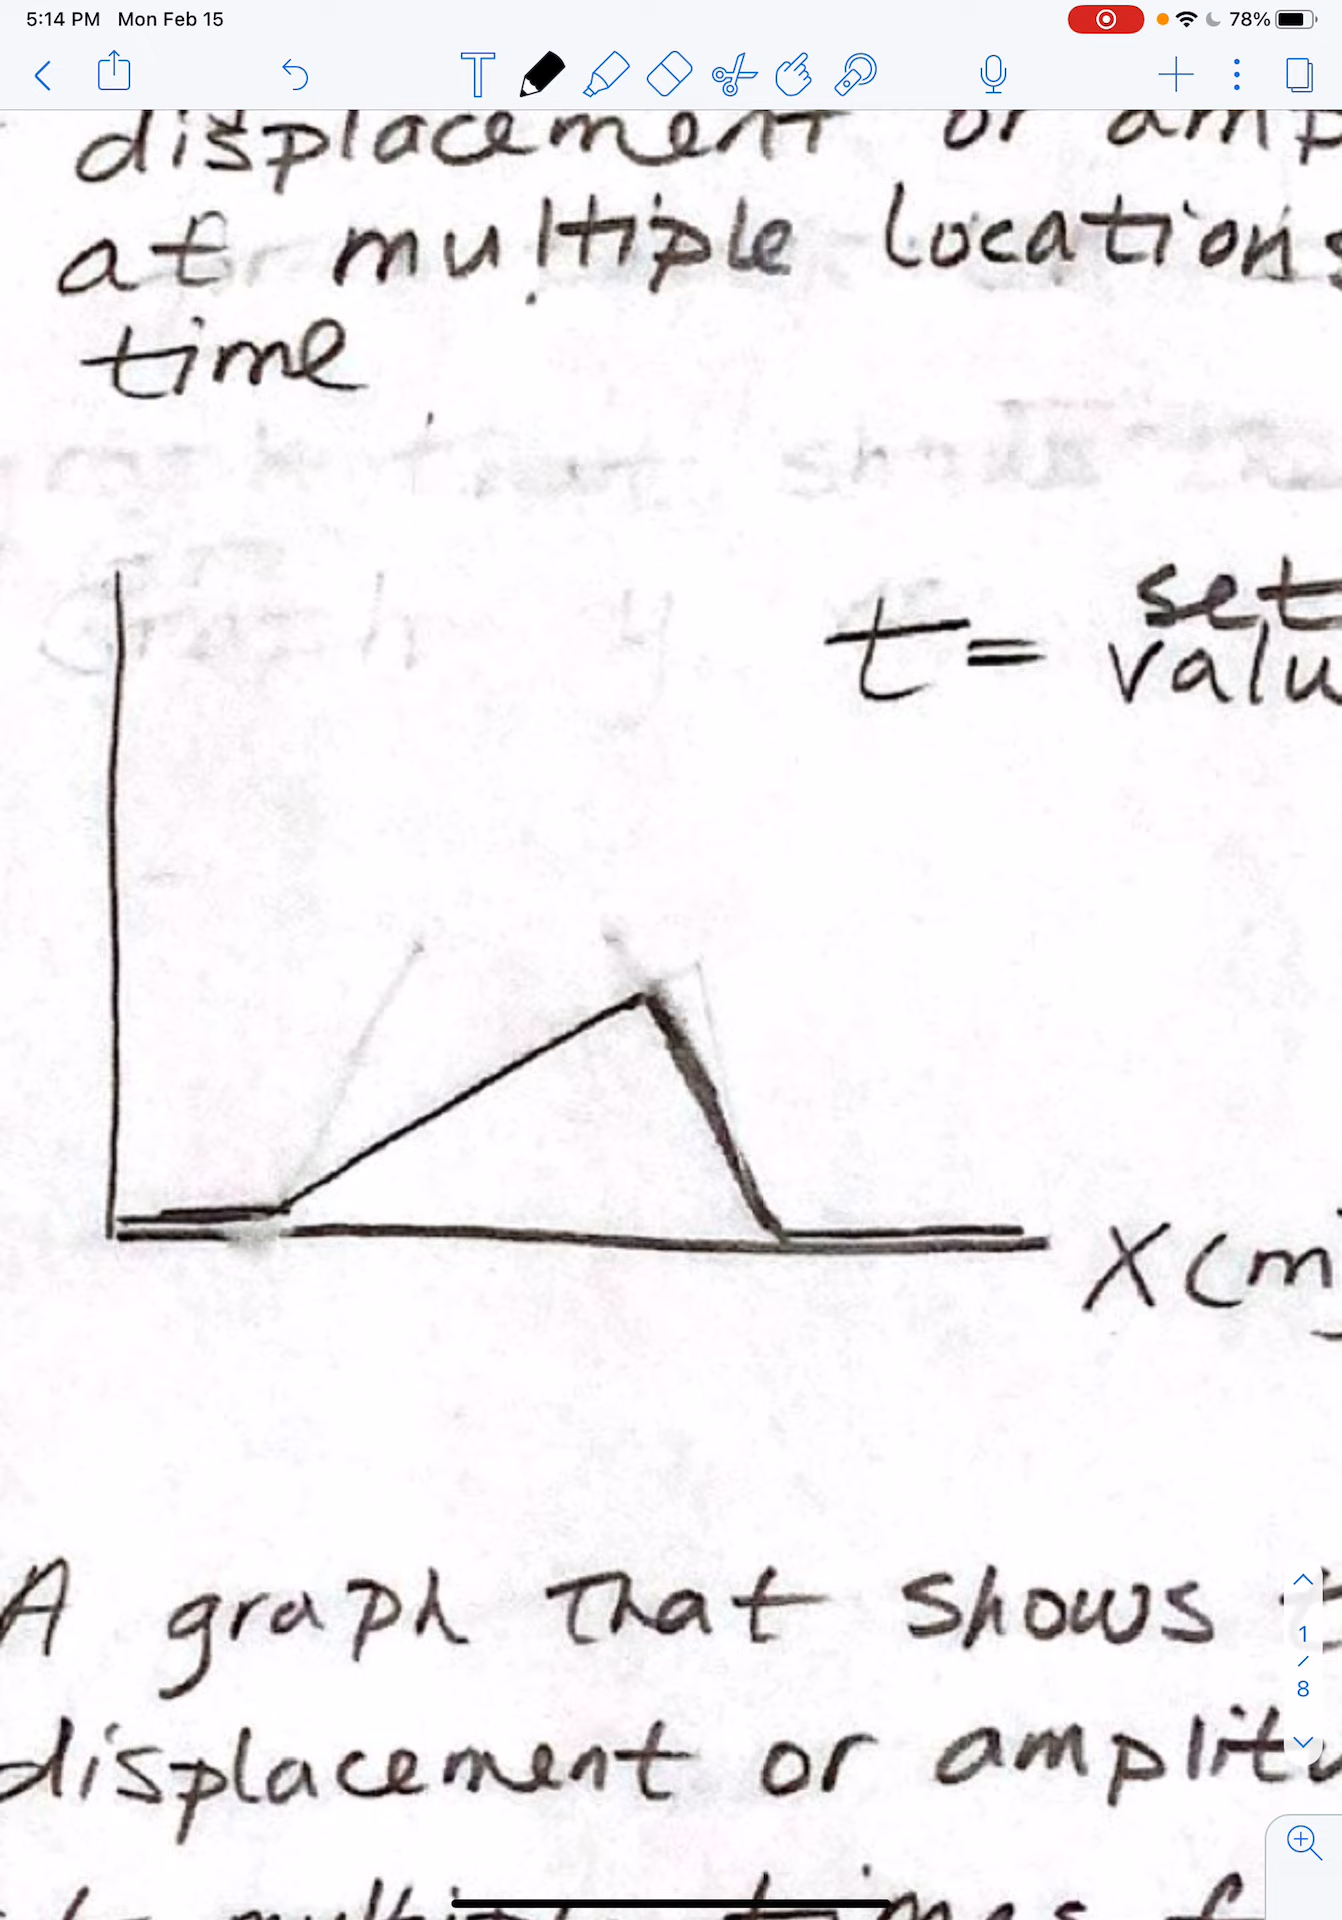 5:14 PM Mon Feb 15
78%
T
displacement or amp
at multiple locations
time
t = set
valu
X(m)
A graph that shows
1
/
8
displacement or amplitu